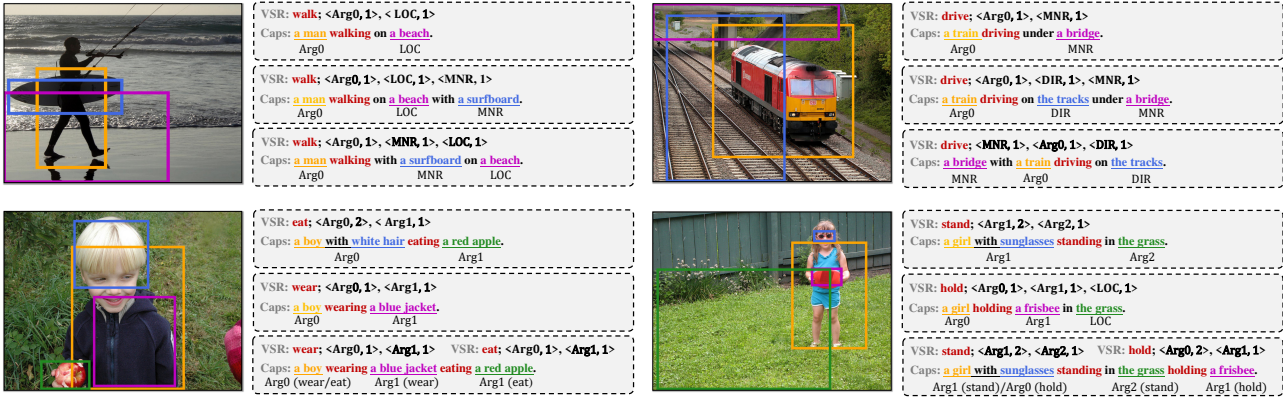 VSR: walk; <Arg0, 1>, < LOC, 1>
Caps: a man walking on a beach.
Arg0 LOC
VSR: walk; <Arg0, 1>, <LOC, 1>, <MNR, 1>
Caps: a man walking on a beach with a surfboard.
Arg0 LOC MNR
VSR: walk; <Arg0, 1>, <MNR, 1>, <LOC, 1>
Caps: a man walking with a surfboard on a beach.
Arg0 MNR LOC
VSR: drive; <Arg0, 1>, <MNR, 1>
Caps: a train driving under a bridge.
Arg0 MNR
VSR: drive; <Arg0, 1>, <DIR, 1>, <MNR, 1>
Caps: a train driving on the tracks under a bridge.
Arg0 DIR MNR
VSR: drive; <MNR, 1>, <Arg0, 1>, <DIR, 1>
Caps: a bridge with a train driving on the tracks.
MNR Arg0 DIR
VSR: eat; <Arg0, 2>, < Arg1, 1>
Caps: a boy with white hair eating a red apple.
Arg0 Arg1
VSR: wear; <Arg0, 1>, <Arg1, 1>
Caps: a boy wearing a blue jacket.
Arg0 Arg1
VSR: wear; <Arg0, 1>, <Arg1, 1> VSR: eat; <Arg0, 1>, <Arg1, 1>
Caps: a boy wearing a blue jacket eating a red apple.
Arg0 (wear/eat) Arg1 (wear) Arg1 (eat)
VSR: stand; <Arg1, 2>, <Arg2, 1>
Caps: a girl with sunglasses standing in the grass.
Arg1 Arg2
VSR: hold; <Arg0, 1>, <Arg1, 1>, <LOC, 1>
Caps: a girl holding a frisbee in the grass.
Arg0 Arg1 LOC
VSR: stand; <Arg1, 2>, <Arg2, 1> VSR: hold; <Arg0, 2>, <Arg1, 1>
Caps: a girl with sunglasses standing in the grass holding a frisbee.
Arg1 (stand)/Arg0 (hold) Arg2 (stand) Arg1 (hold)